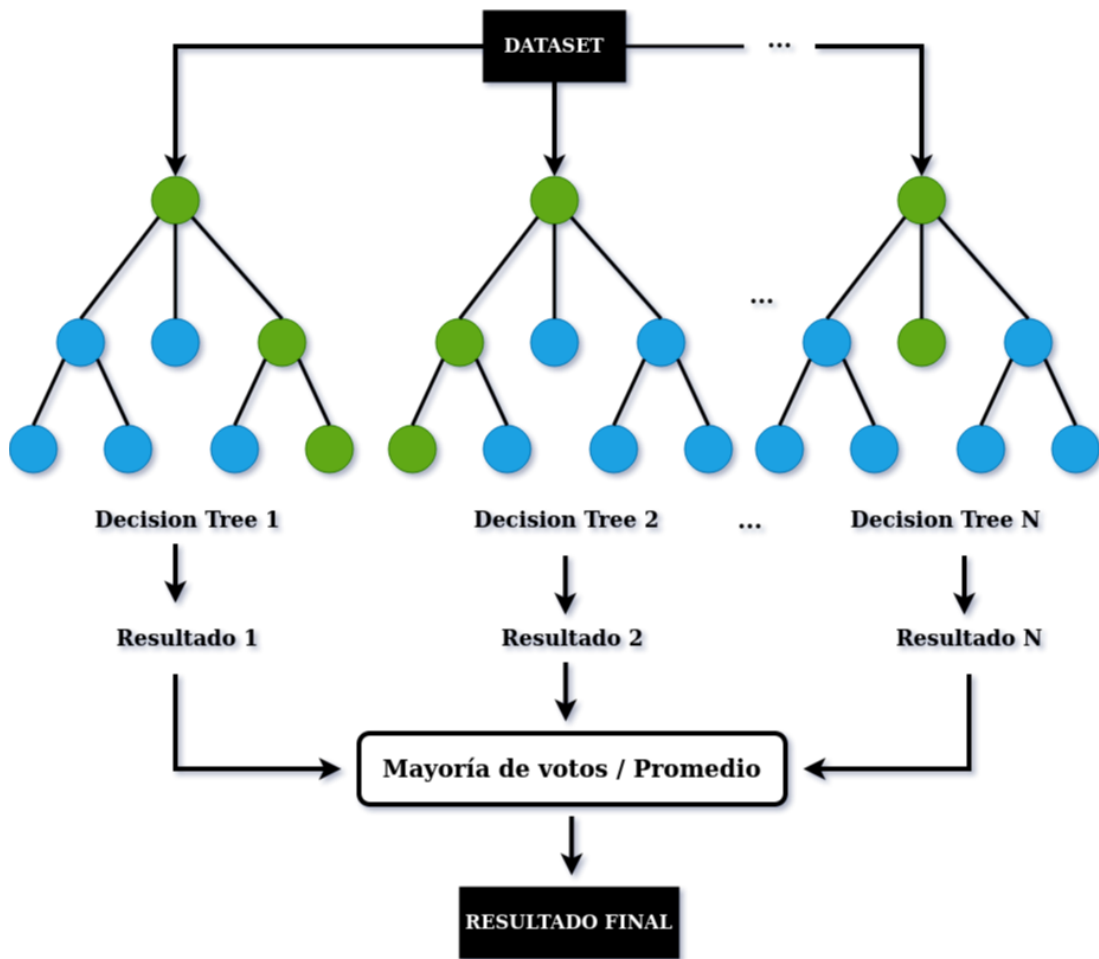 DATASET
...
...
Decision Tree 1
Decision Tree 2
...
Decision Tree N
Resultado 1
Resultado 2
Resultado N
Mayoría de votos / Promedio
RESULTADO FINAL